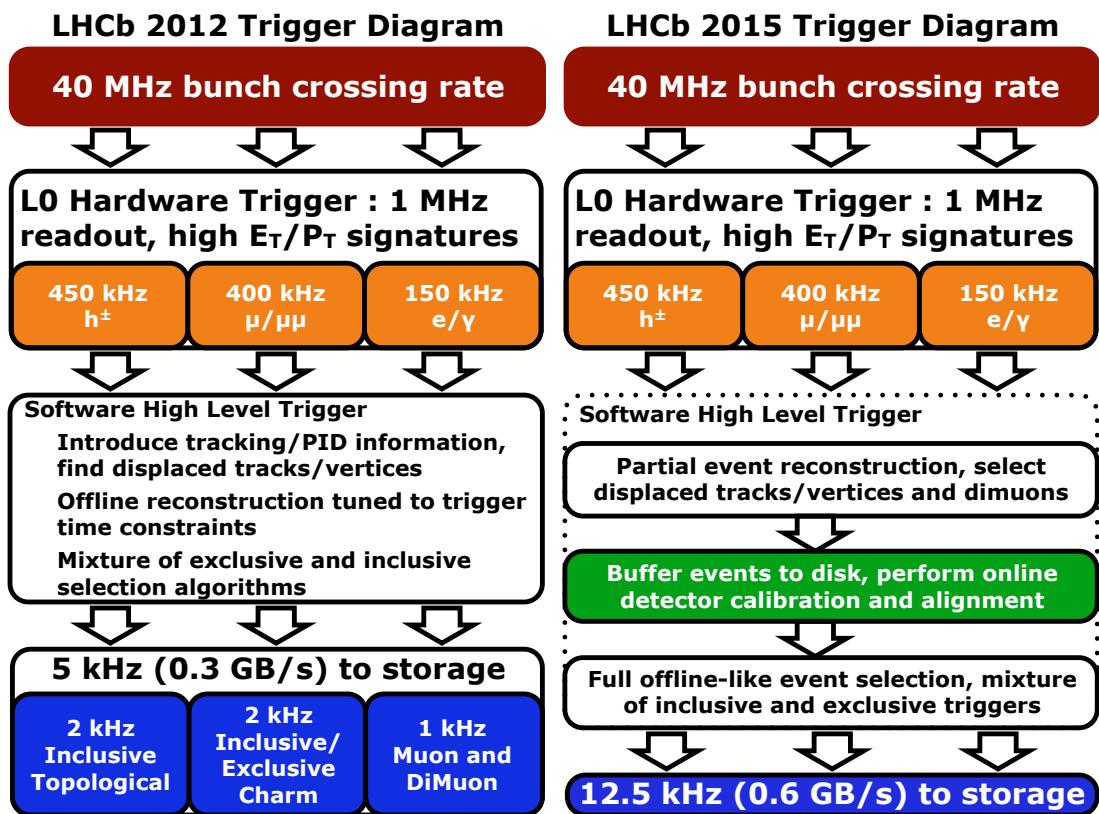 LHCb 2012 Trigger Diagram
40 MHz bunch crossing rate
L0 Hardware Trigger : 1 MHz
readout, high E_T/P_T signatures
450 kHz
h±
400 kHz
μ/μμ
150 kHz
e/γ
Software High Level Trigger
Introduce tracking/PID information,
find displaced tracks/vertices
Offline reconstruction tuned to trigger
time constraints
Mixture of exclusive and inclusive
selection algorithms
5 kHz (0.3 GB/s) to storage
2 kHz
Inclusive
Topological
2 kHz
Inclusive/
Exclusive
Charm
1 kHz
Muon and
DiMuon
LHCb 2015 Trigger Diagram
40 MHz bunch crossing rate
L0 Hardware Trigger : 1 MHz
readout, high E_T/P_T signatures
450 kHz
h±
400 kHz
μ/μμ
150 kHz
e/γ
Software High Level Trigger
Partial event reconstruction, select
displaced tracks/vertices and dimuons
Buffer events to disk, perform online
detector calibration and alignment
Full offline-like event selection, mixture
of inclusive and exclusive triggers
12.5 kHz (0.6 GB/s) to storage